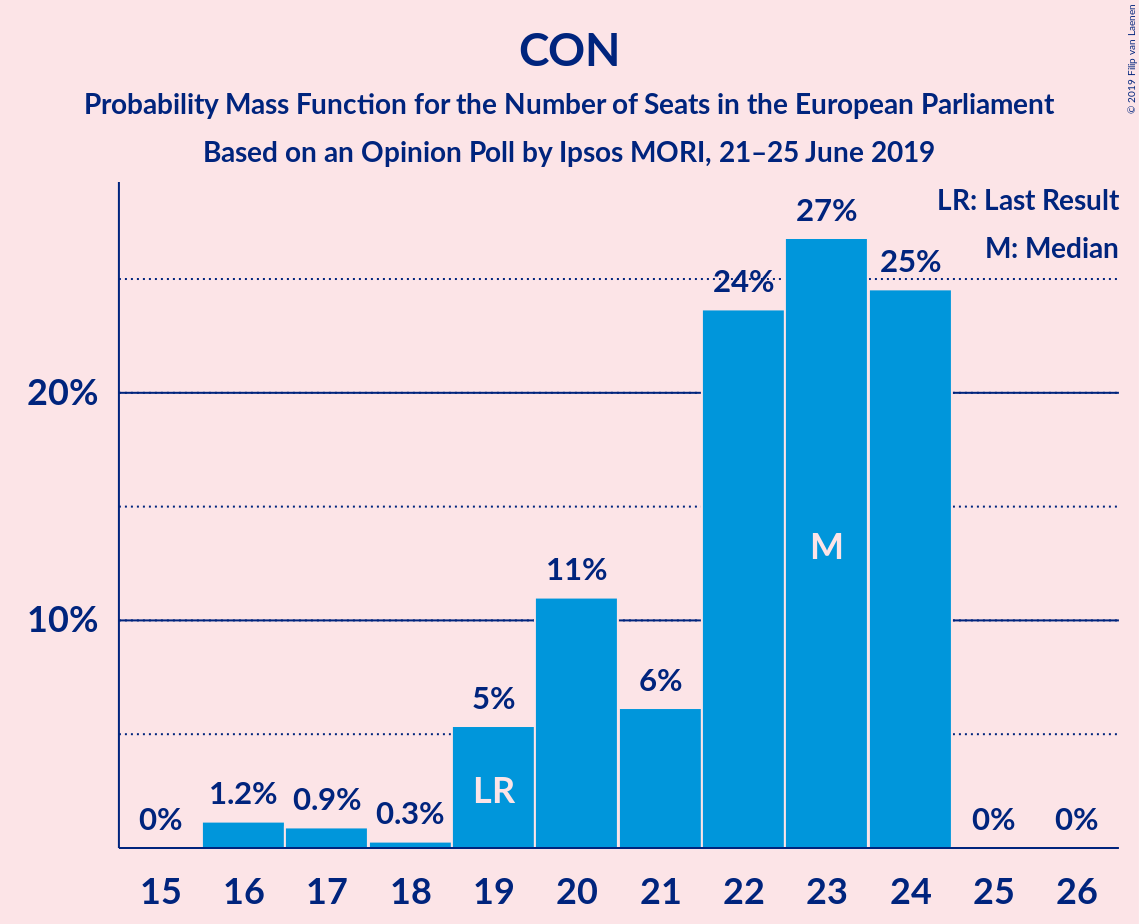 CON
Probability Mass Function for the Number of Seats in the European Parliament
Based on an Opinion Poll by Ipsos MORI, 21–25 June 2019
© 2019 Filip van Laenen
LR: Last Result
M: Median
20%
10%
0%
1.2%
0.9%
0.3%
5%
11%
6%
24%
27%
25%
0%
0%
LR
M
15 16 17 18 19 20 21 22 23 24 25 26